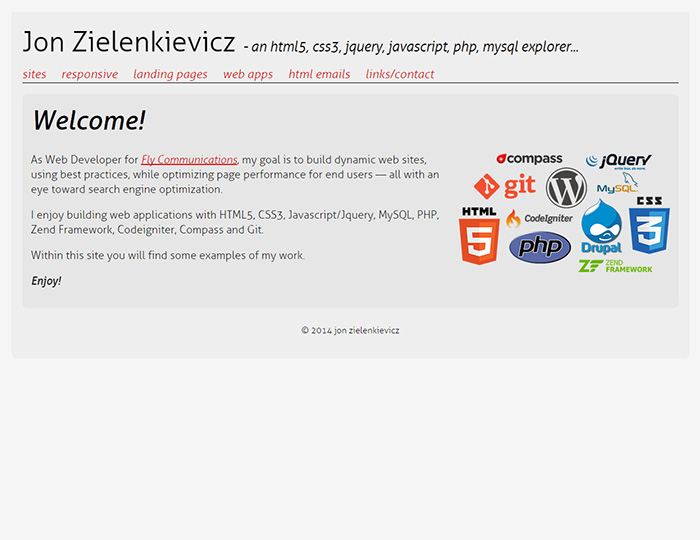 Jon Zielenkievicz - an html5, css3, jquery, javascript, php, mysql explorer...
sites responsive landing pages web apps html emails links/contact
Welcome!
As Web Developer for Fly Communications, my goal is to build dynamic web sites,
using best practices, while optimizing page performance for end users — all with an
eye toward search engine optimization.
I enjoy building web applications with HTML5, CSS3, Javascript/Jquery, MySQL, PHP,
Zend Framework, Codeigniter, Compass and Git.
Within this site you will find some examples of my work.
Enjoy!
compass
jQuery
write less, do more.
git
W
MySQL
HTML
5
CodeIgniter
php
Drupal
CSS
3
ZF ZEND
FRAMEWORK
© 2014 jon zielenkievicz